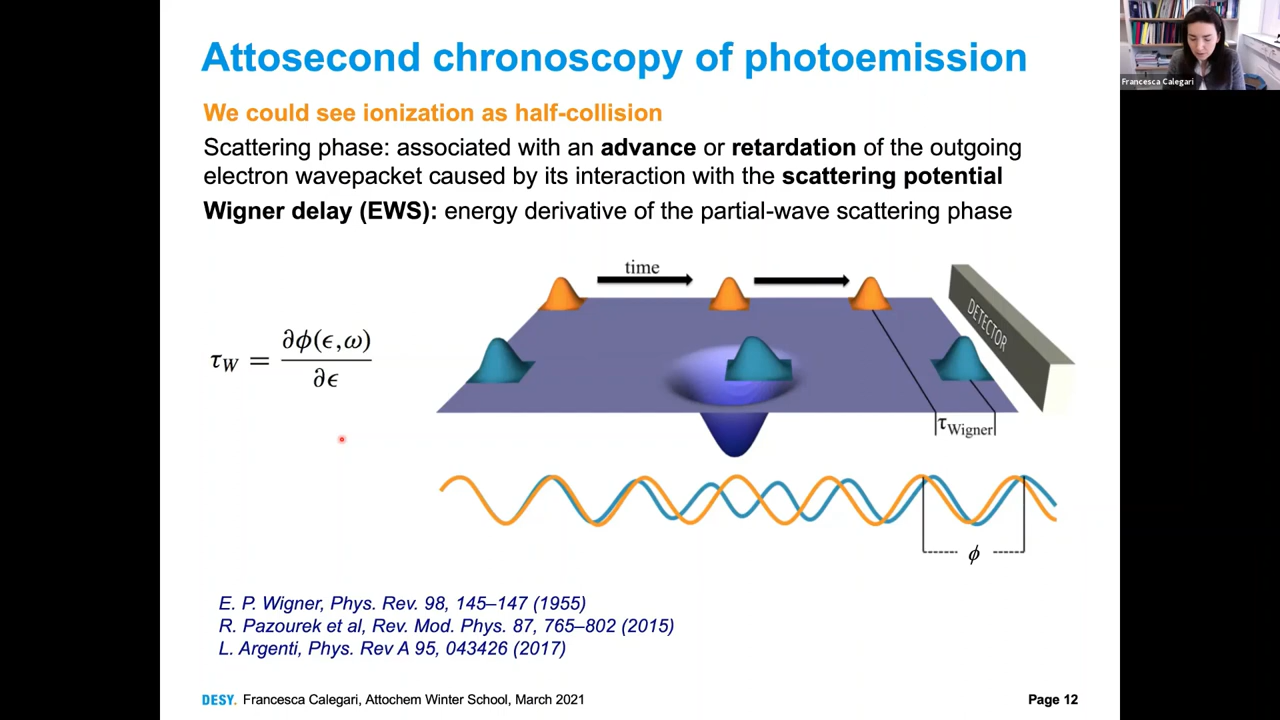 Attosecond chronoscopy of photoemission
Francesca Calegari
We could see ionization as half-collision
Scattering phase: associated with an advance or retardation of the outgoing
electron wavepacket caused by its interaction with the scattering potential
Wigner delay (EWS): energy derivative of the partial-wave scattering phase
time
DETECTOR
τW = ∂ϕ(ϵ,ω) / ∂ϵ
τWigner
ϕ
E. P. Wigner, Phys. Rev. 98, 145–147 (1955)
R. Pazourek et al, Rev. Mod. Phys. 87, 765–802 (2015)
L. Argenti, Phys. Rev A 95, 043426 (2017)
DESY. Francesca Calegari, Attochem Winter School, March 2021
Page 12